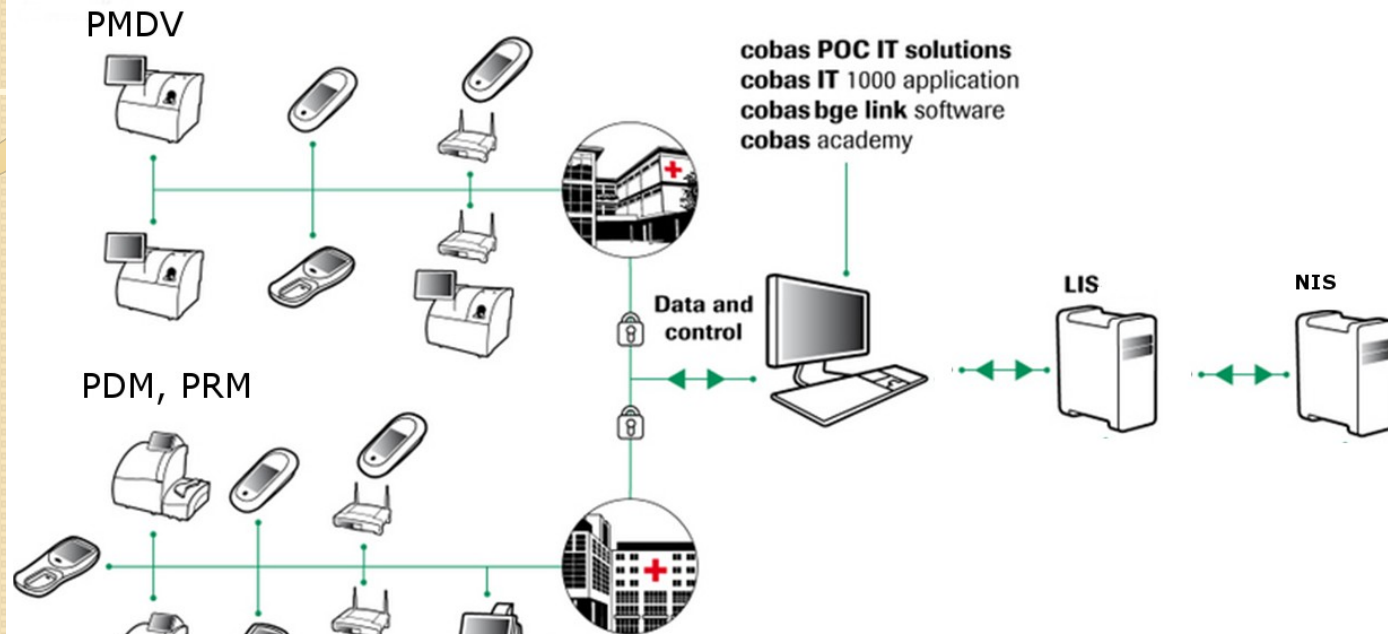 PMDV
cobas POC IT solutions
cobas IT 1000 application
cobas bge link software
cobas academy
Data and
control
LIS
NIS
PDM, PRM